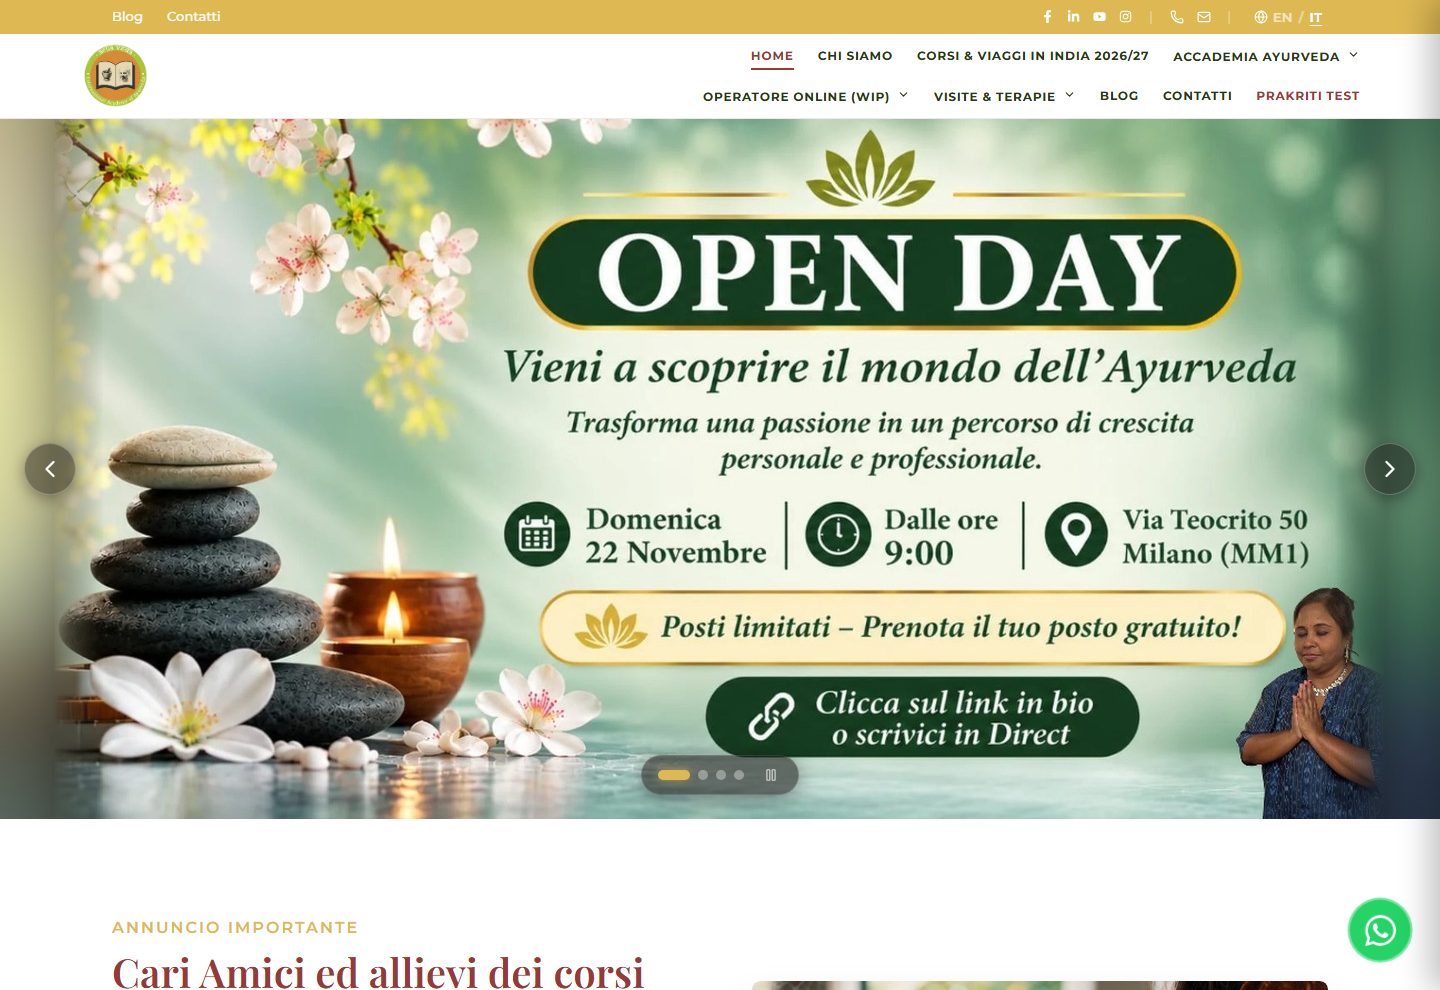 Blog Contatti
EN / IT
HOME CHI SIAMO CORSI & VIAGGI IN INDIA 2026/27 ACCADEMIA AYURVEDA
OPERATORE ONLINE (WIP) VISITE & TERAPIE BLOG CONTATTI PRAKRITI TEST
OPEN DAY
Vieni a scoprire il mondo dell’Ayurveda
Trasforma una passione in un percorso di crescita
personale e professionale.
Domenica
22 Novembre
Dalle ore
9:00
Via Teocrito 50
Milano (MM1)
Posti limitati – Prenota il tuo posto gratuito!
Clicca sul link in bio
o scrivici in Direct
ANNUNCIO IMPORTANTE
Cari Amici ed allievi dei corsi